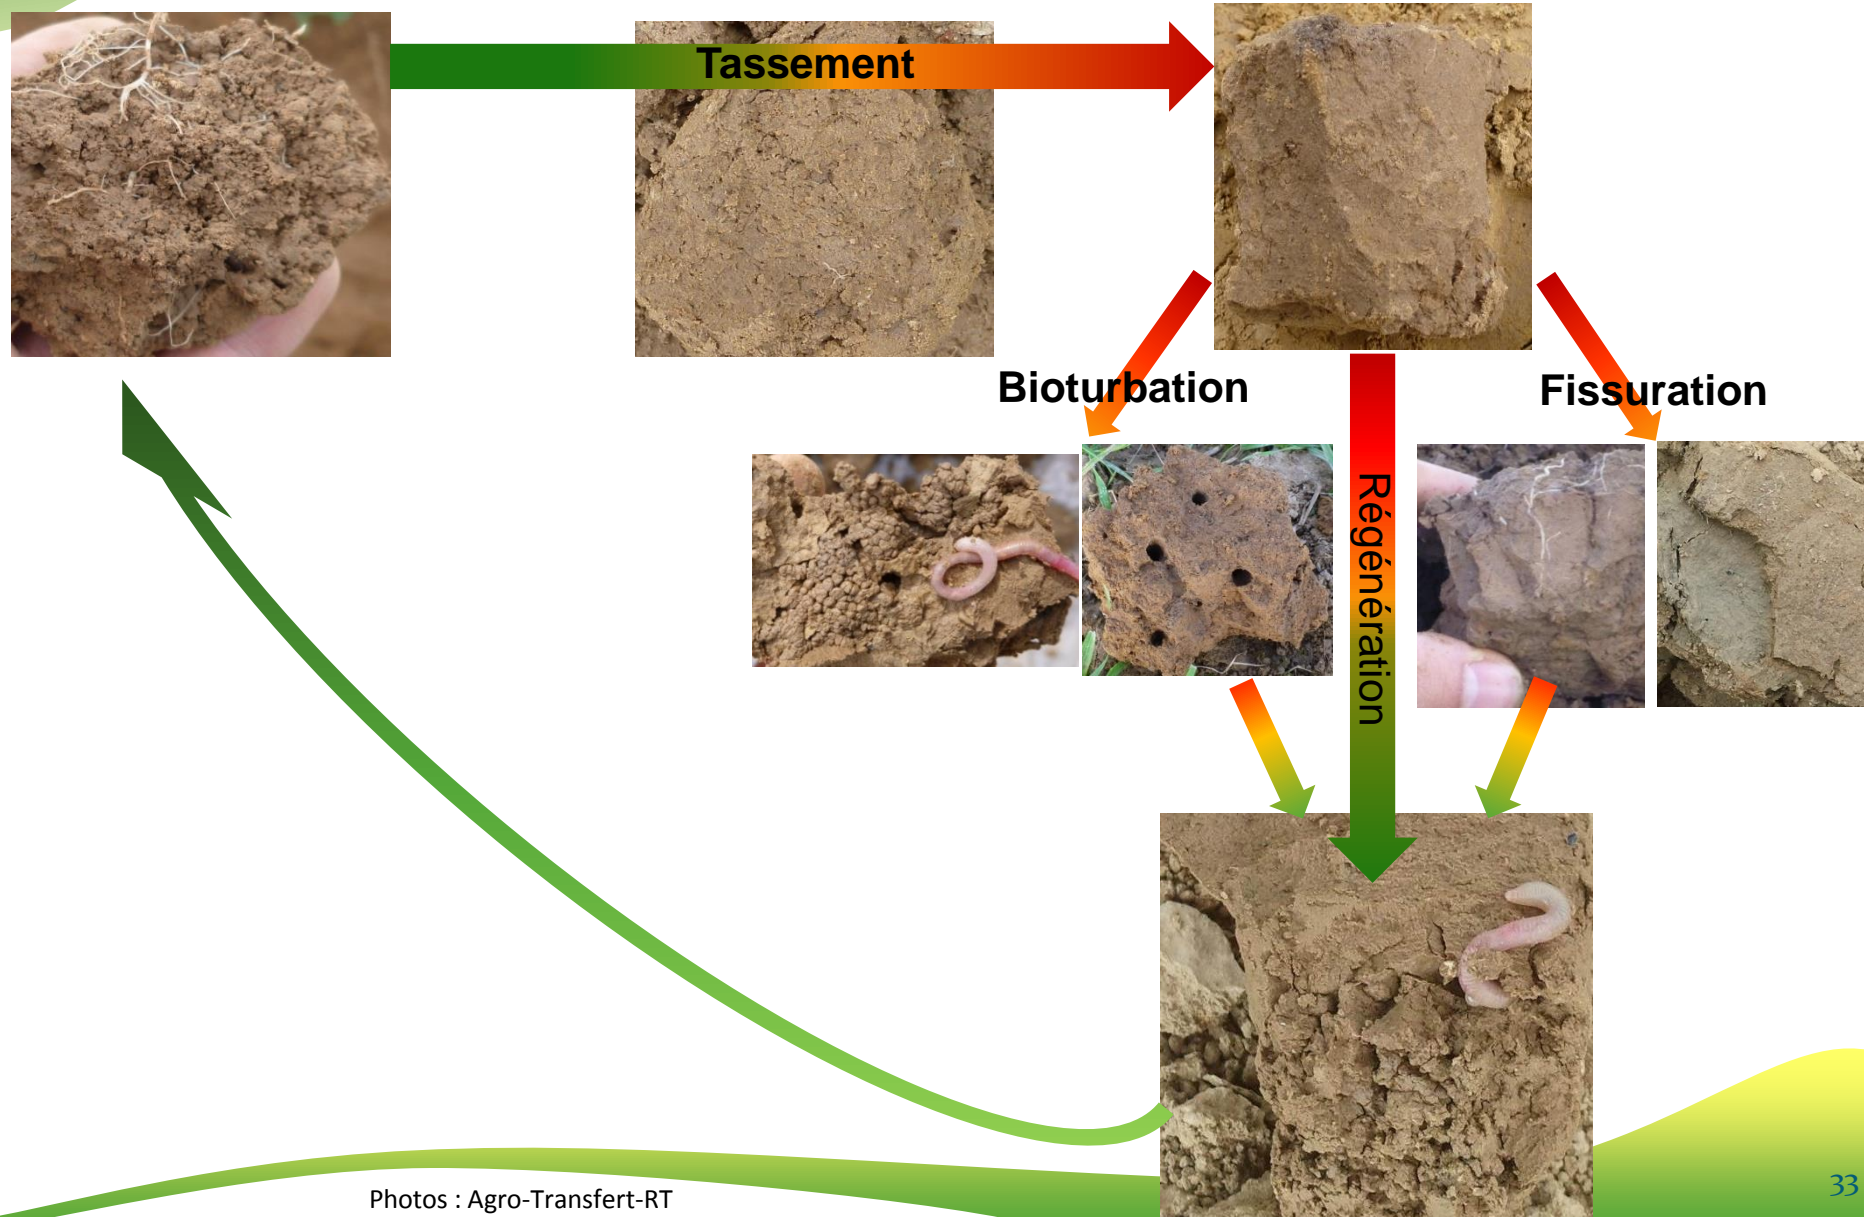 Tassement
Bioturbation
Fissuration
Régénération
Photos : Agro-Transfert-RT
33